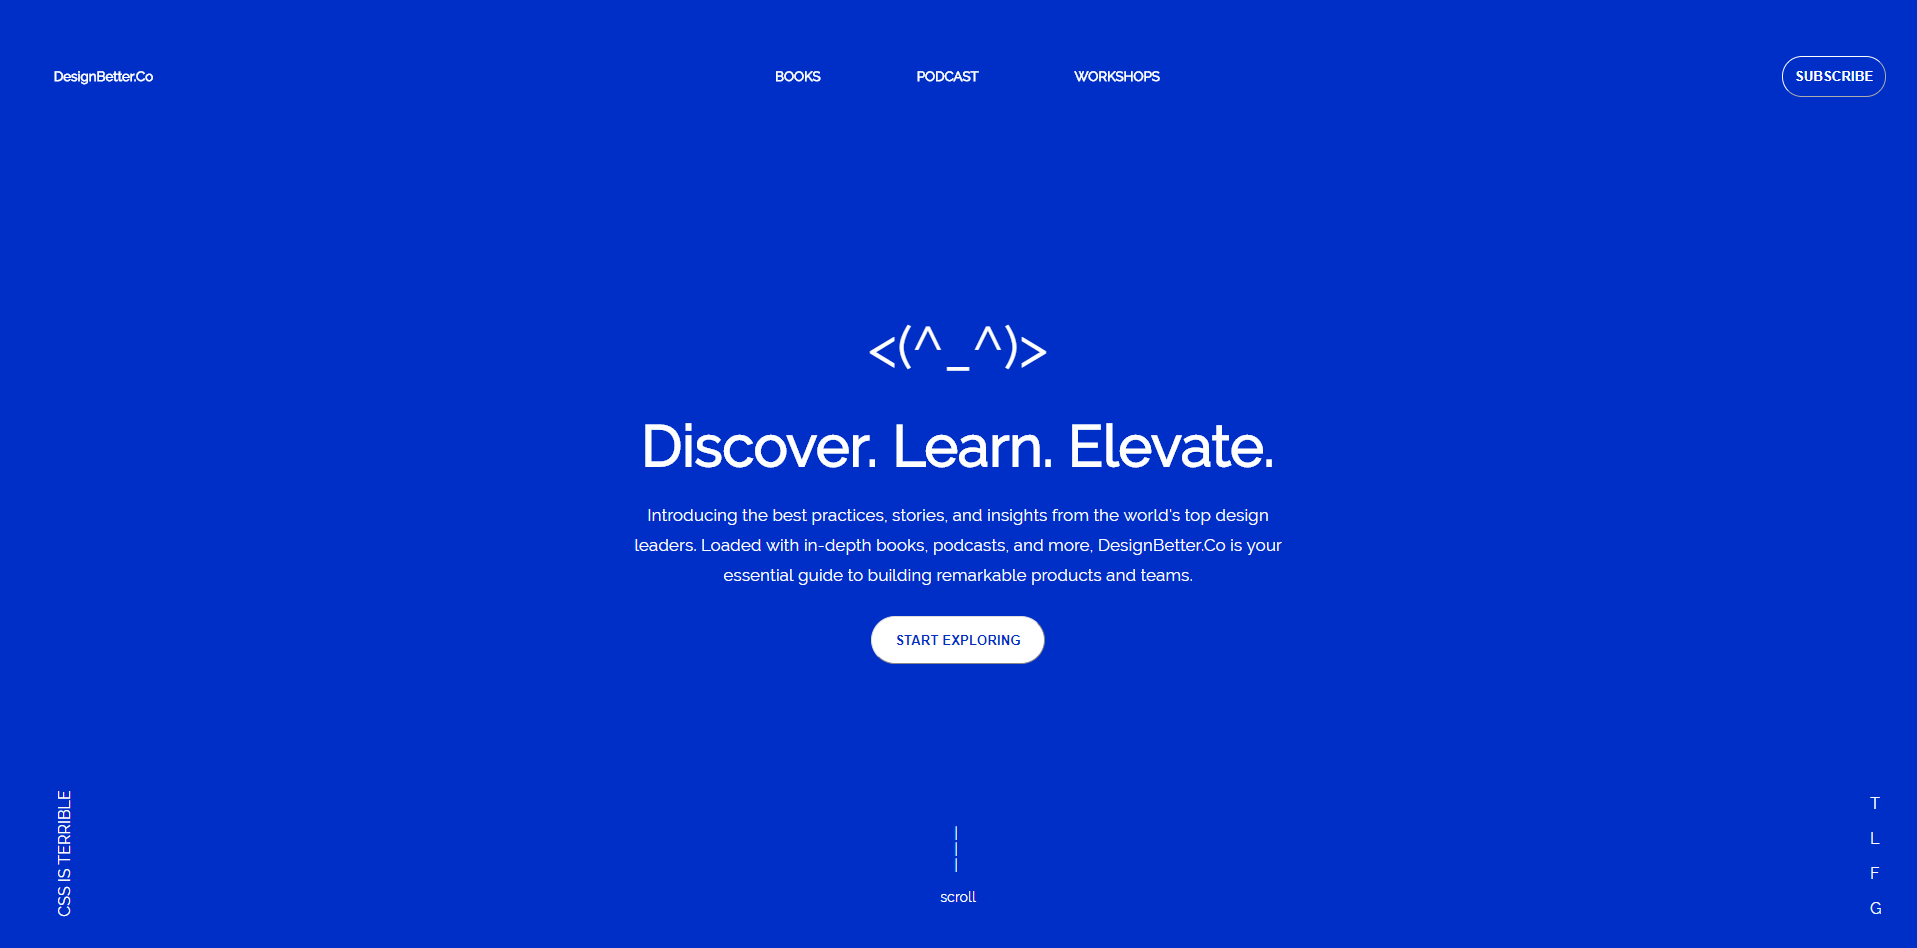 DesignBetter.Co
BOOKS
PODCAST
WORKSHOPS
SUBSCRIBE
<(^_^)>
Discover. Learn. Elevate.
Introducing the best practices, stories, and insights from the world's top design
leaders. Loaded with in-depth books, podcasts, and more, DesignBetter.Co is your
essential guide to building remarkable products and teams.
START EXPLORING
CSS IS TERRIBLE
|
|
|
scroll
T
L
F
G